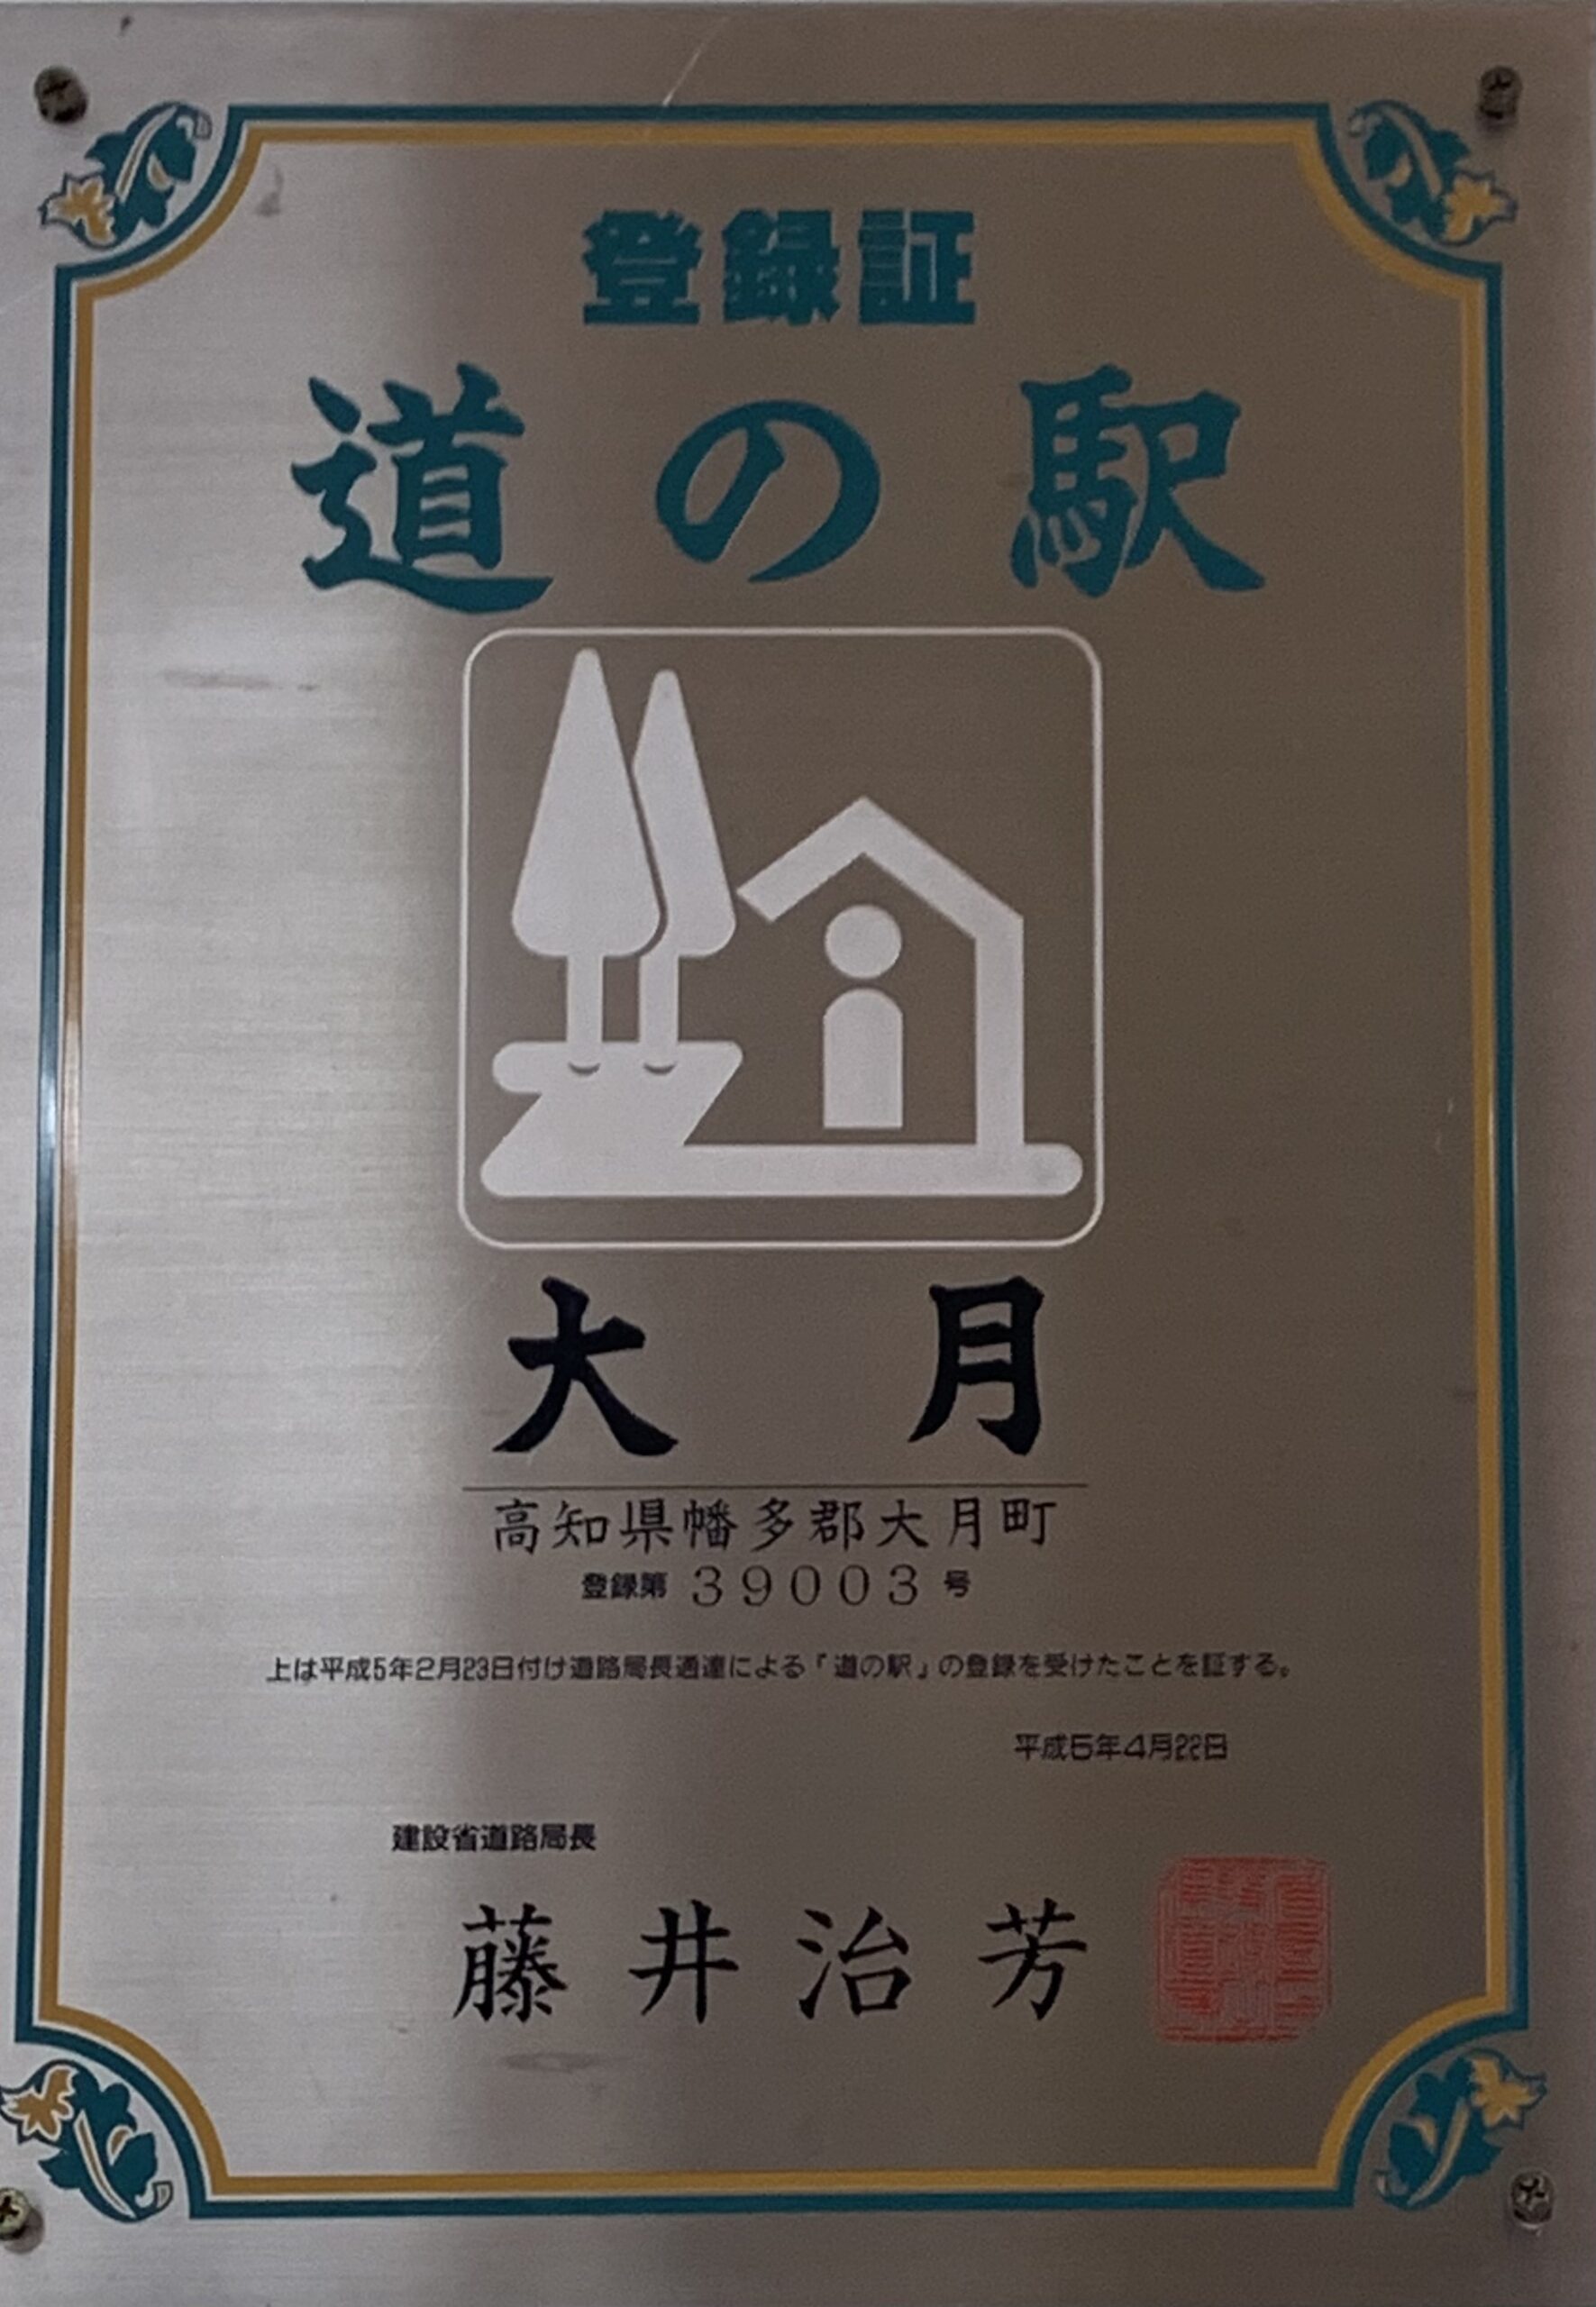 登録証
道の駅
大月
高知県幡多郡大月町
登録第 39003 号
上は平成5年2月23日付け道路局長通達による「道の駅」の登録を受けたことを証する。
平成5年4月22日
建設省道路局長
藤井治芳